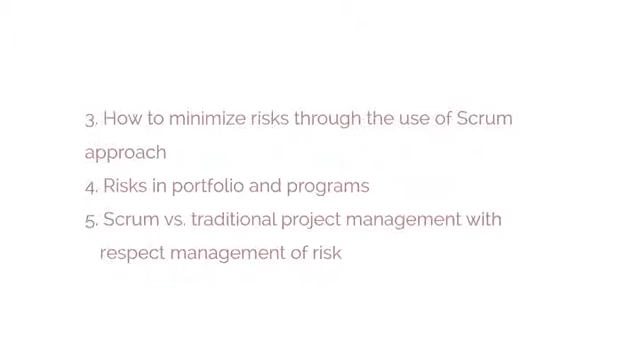 3. How to minimize risks through the use of Scrum
approach
4. Risks in portfolio and programs
5. Scrum vs. traditional project management with
respect management of risk